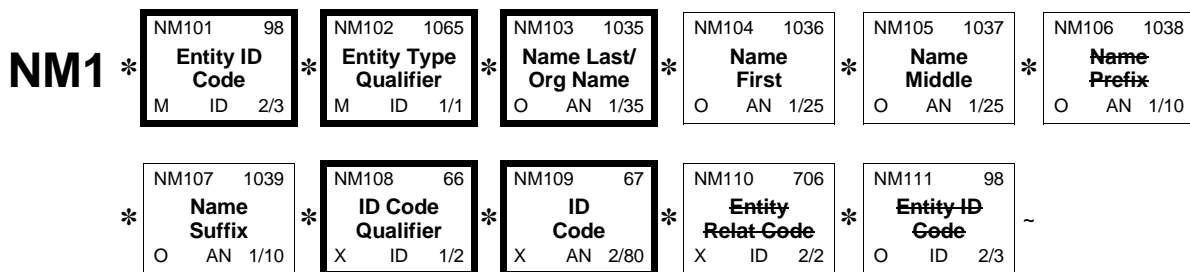 NM101 98 NM102 1065 NM103 1035 NM104 1036 NM105 1037 NM106 1038
Entity ID Entity Type Name Last/ Name Name Name
NM1 * Code * Qualifier * Org Name * First * Middle * Prefix
M ID 2/3 M ID 1/1 O AN 1/35 O AN 1/25 O AN 1/25 O AN 1/10
NM107 1039 NM108 66 NM109 67 NM110 706 NM111 98
Name ID Code ID Entity Entity ID
* Suffix * Qualifier * Code * Relat Code * Code ~
O AN 1/10 X ID 1/2 X AN 2/80 X ID 2/2 O ID 2/3